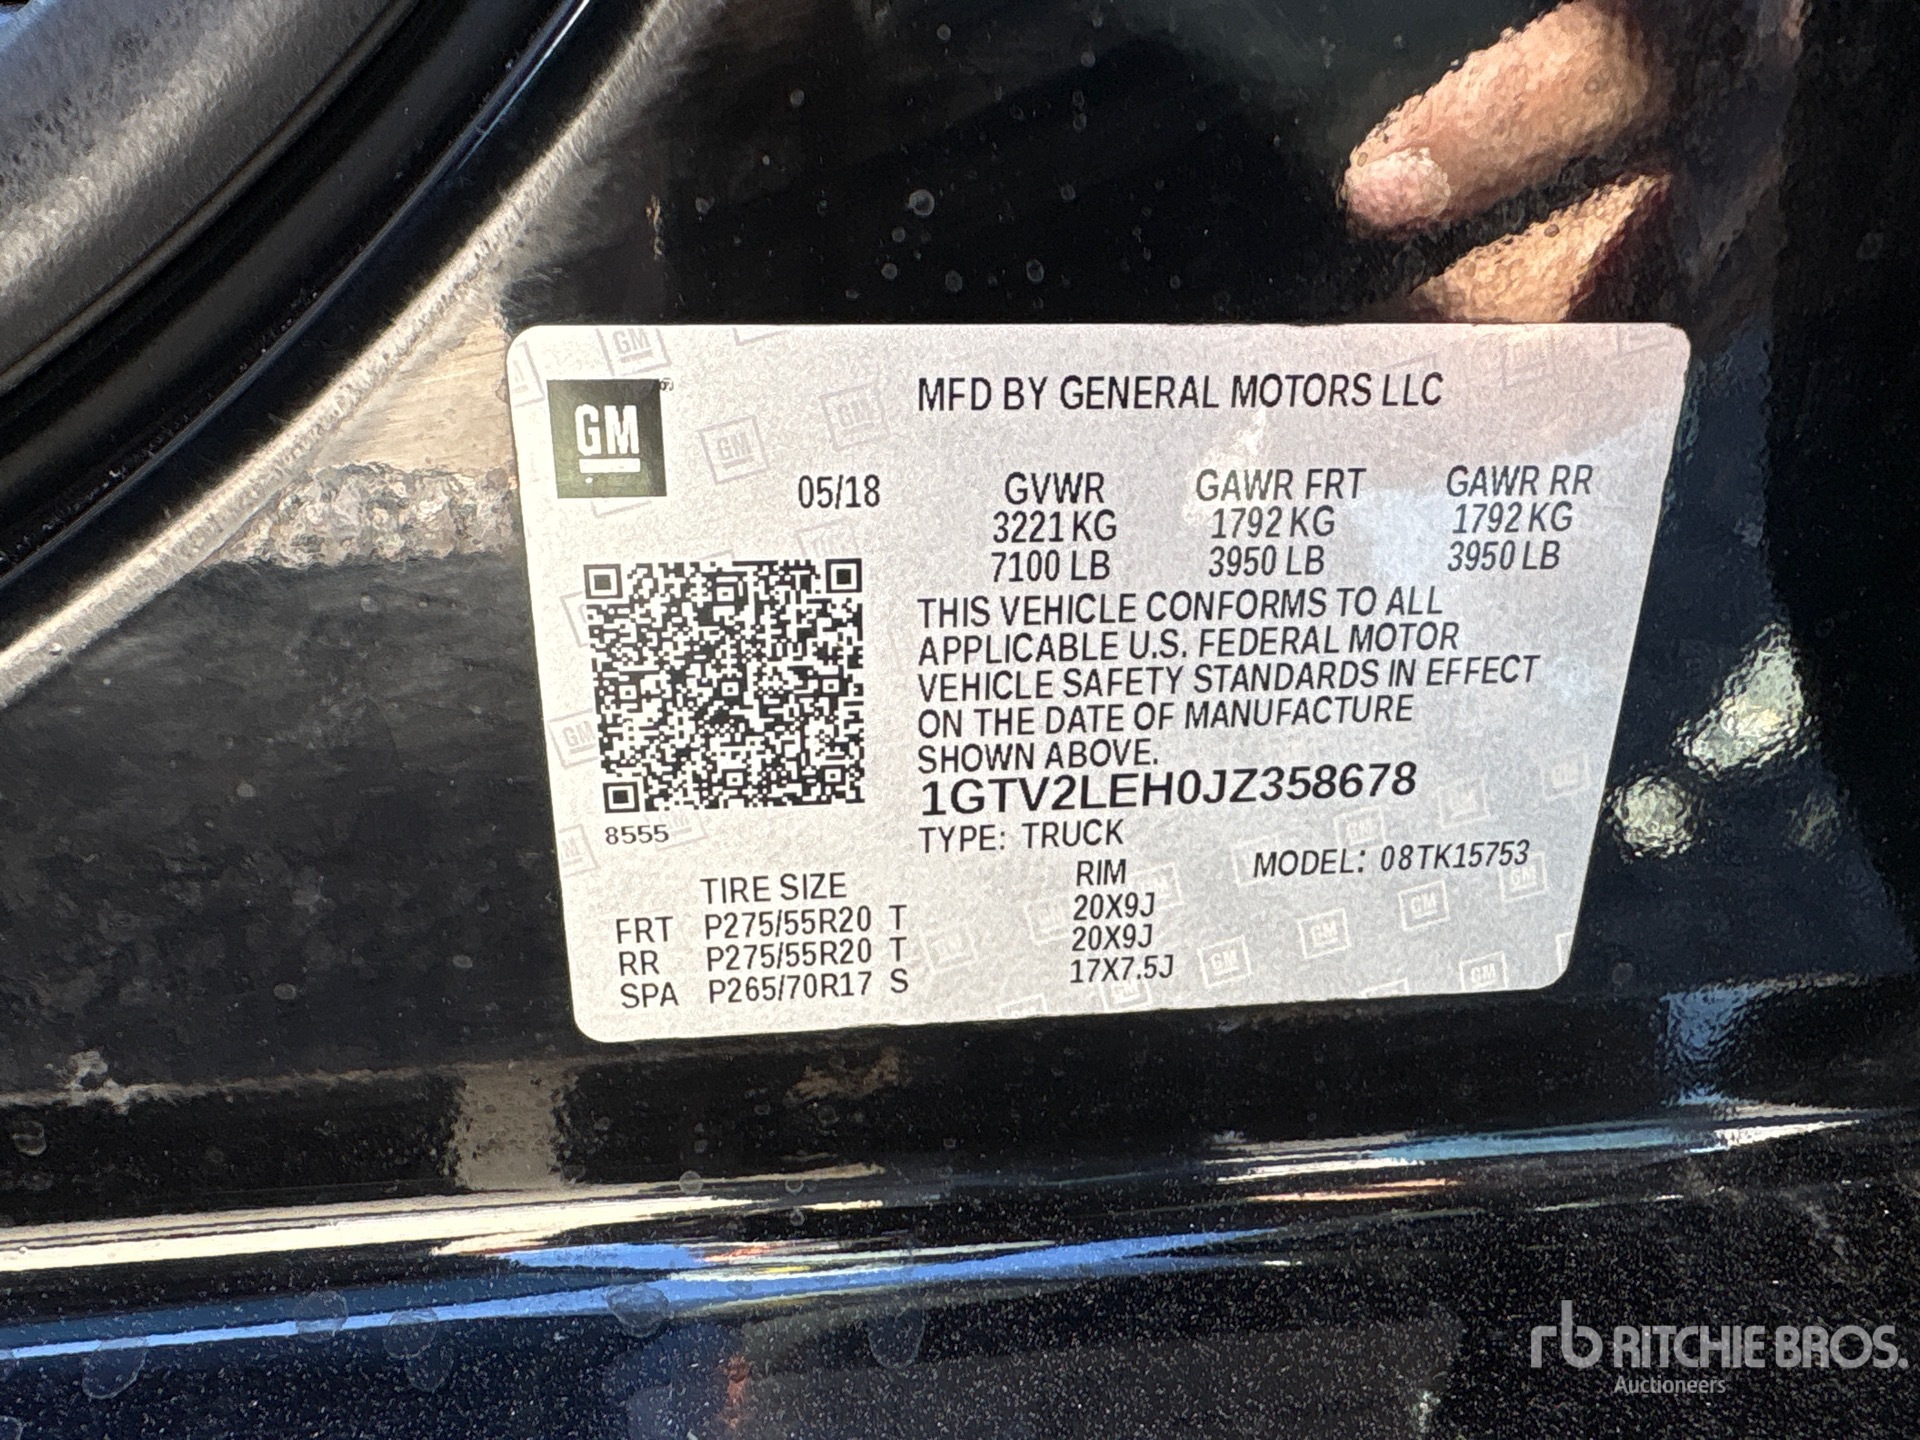 GM
MFD BY GENERAL MOTORS LLC
05/18
GVWR GAWR FRT GAWR RR
3221 KG 1792 KG 1792 KG
7100 LB 3950 LB 3950 LB
THIS VEHICLE CONFORMS TO ALL
APPLICABLE U.S. FEDERAL MOTOR
VEHICLE SAFETY STANDARDS IN EFFECT
ON THE DATE OF MANUFACTURE
SHOWN ABOVE.
1GTV2LEH0JZ358678
8555
TYPE: TRUCK
MODEL: 08TK15753
TIRE SIZE RIM
FRT P275/55R20 T 20X9J
RR P275/55R20 T 20X9J
SPA P265/70R17 S 17X7.5J
rb RITCHIE BROS.
Auctioneers